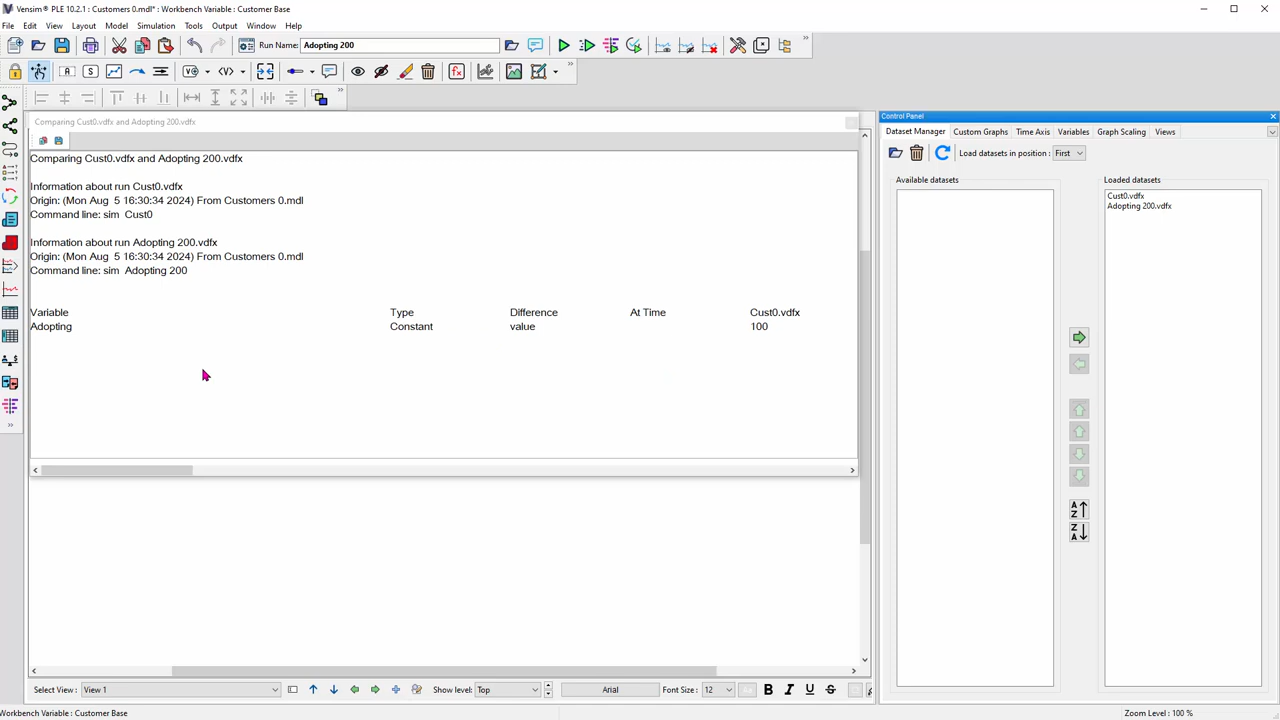 Vensim® PLE 10.2.1 : Customers 0.mdl* : Workbench Variable : Customer Base
File Edit View Layout Model Simulation Tools Output Window Help
Run Name: Adopting 200
Comparing Cust0.vdfx and Adopting 200.vdfx
Comparing Cust0.vdfx and Adopting 200.vdfx
Information about run Cust0.vdfx
Origin: (Mon Aug 5 16:30:34 2024) From Customers 0.mdl
Command line: sim Cust0
Information about run Adopting 200.vdfx
Origin: (Mon Aug 5 16:30:34 2024) From Customers 0.mdl
Command line: sim Adopting 200
Variable Type Difference At Time Cust0.vdfx
Adopting Constant value 100
Control Panel
Dataset Manager Custom Graphs Time Axis Variables Graph Scaling Views
Load datasets in position : First
Available datasets Loaded datasets
Cust0.vdfx
Adopting 200.vdfx
Select View : View 1 Show level: Top Arial Font Size : 12 B I U S
Workbench Variable : Customer Base Zoom Level : 100 %